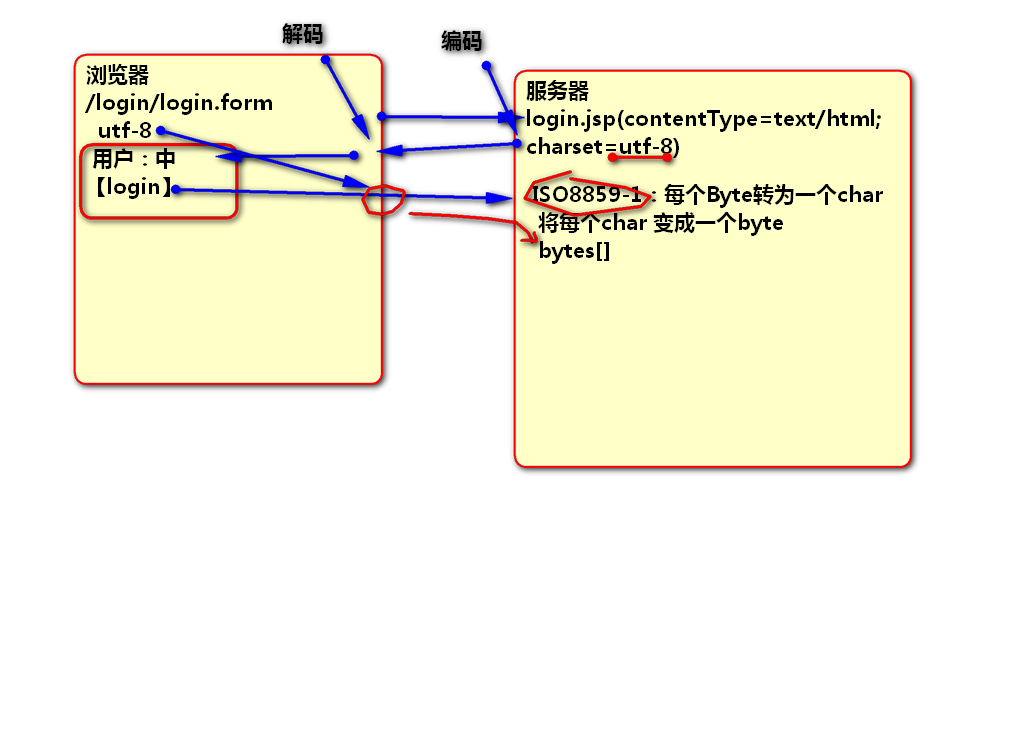 解码
编码
浏览器
/login/login.form
utf-8
用户：中
【login】
服务器
login.jsp(contentType=text/html;
charset=utf-8)
ISO8859-1：每个Byte转为一个char
将每个char 变成一个byte
bytes[]